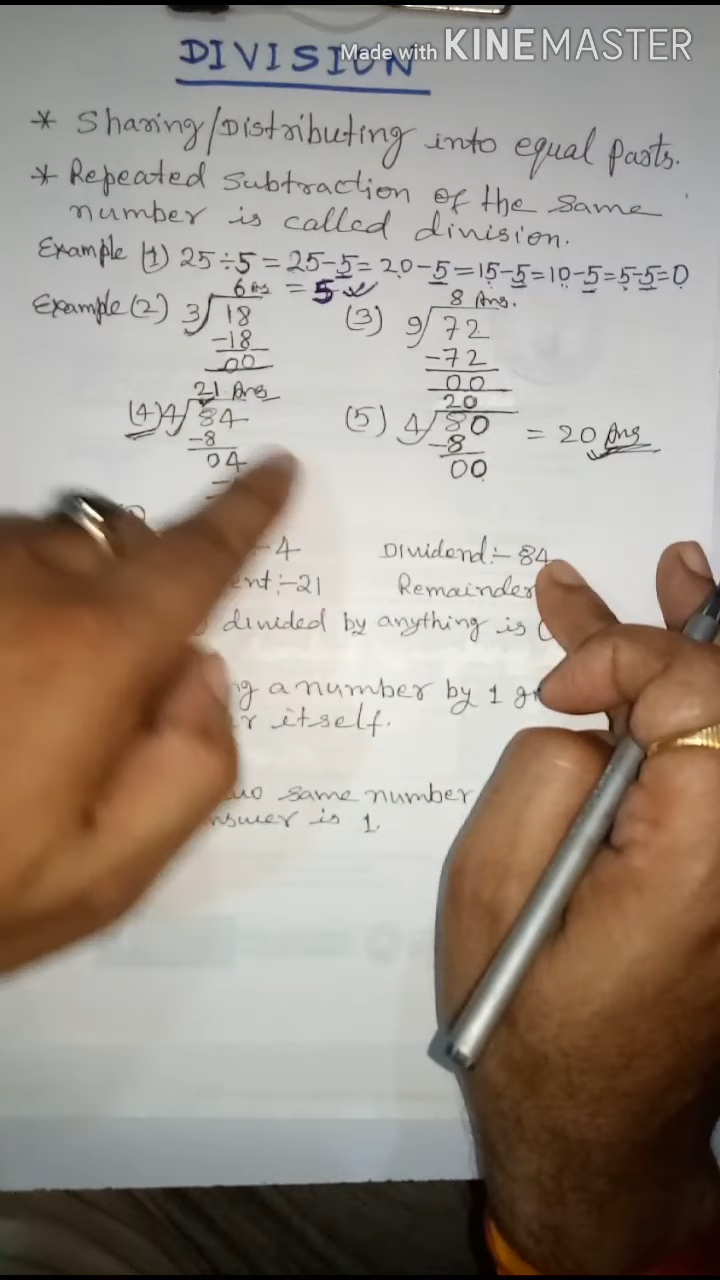 DIVISION
Made with KINEMASTER
* Sharing/Distributing into equal parts.
* Repeated subtraction of the same
number is called division.
Example (1) 25÷5 = 25-5= 20-5=15-5=10-5=5-5=0
= 5
Example (2) 3)18 6 Ans
-18
00
(3) 9)72 8 Ans.
-72
00
(4) 4)84 21 Ans
-8
04
(5) 4)80 20 = 20 Ans
-8
00
:-4 Dividend:- 84
:-21 Remainder
divided by anything is
a number by 1
itself.
same number
is 1.